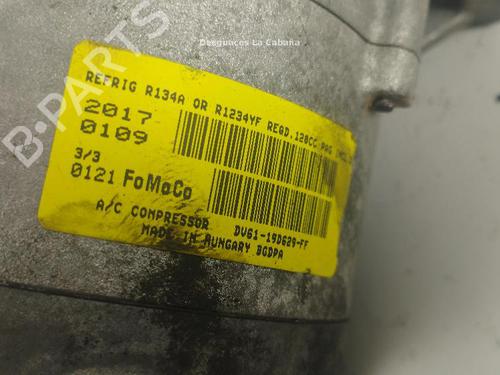 Desguaces La Cabaña
B-PARTS
REFRIG R134A OR R1234YF REQD. 120CC PAG
2017
0109
3/3
0121 FoMoCo
A/C COMPRESSOR DV61-19D629-FF
MADE IN HUNGARY BGDPA